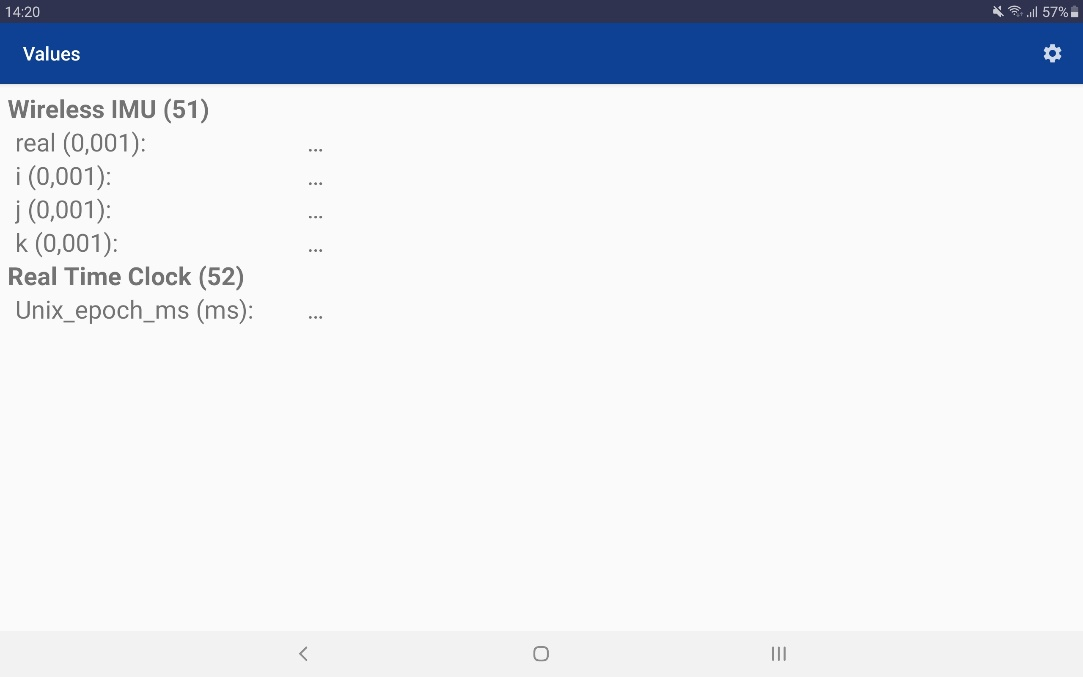 14:20 57%
Values
Wireless IMU (51)
real (0,001): ...
i (0,001): ...
j (0,001): ...
k (0,001): ...
Real Time Clock (52)
Unix_epoch_ms (ms): ...